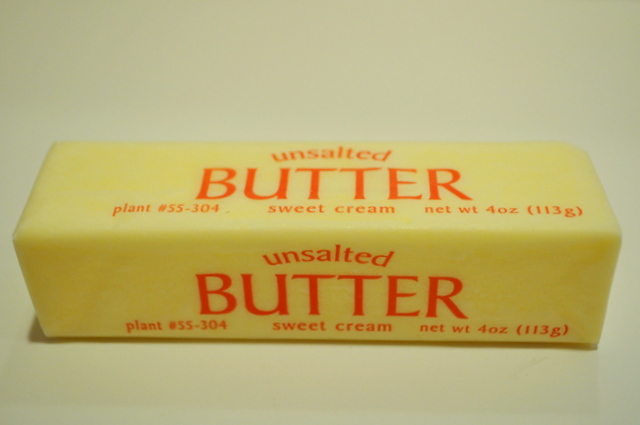 unsalted
BUTTER
plant #55-304 sweet cream net wt 4oz (113g)
unsalted
BUTTER
plant #55-304 sweet cream net wt 4oz (113g)